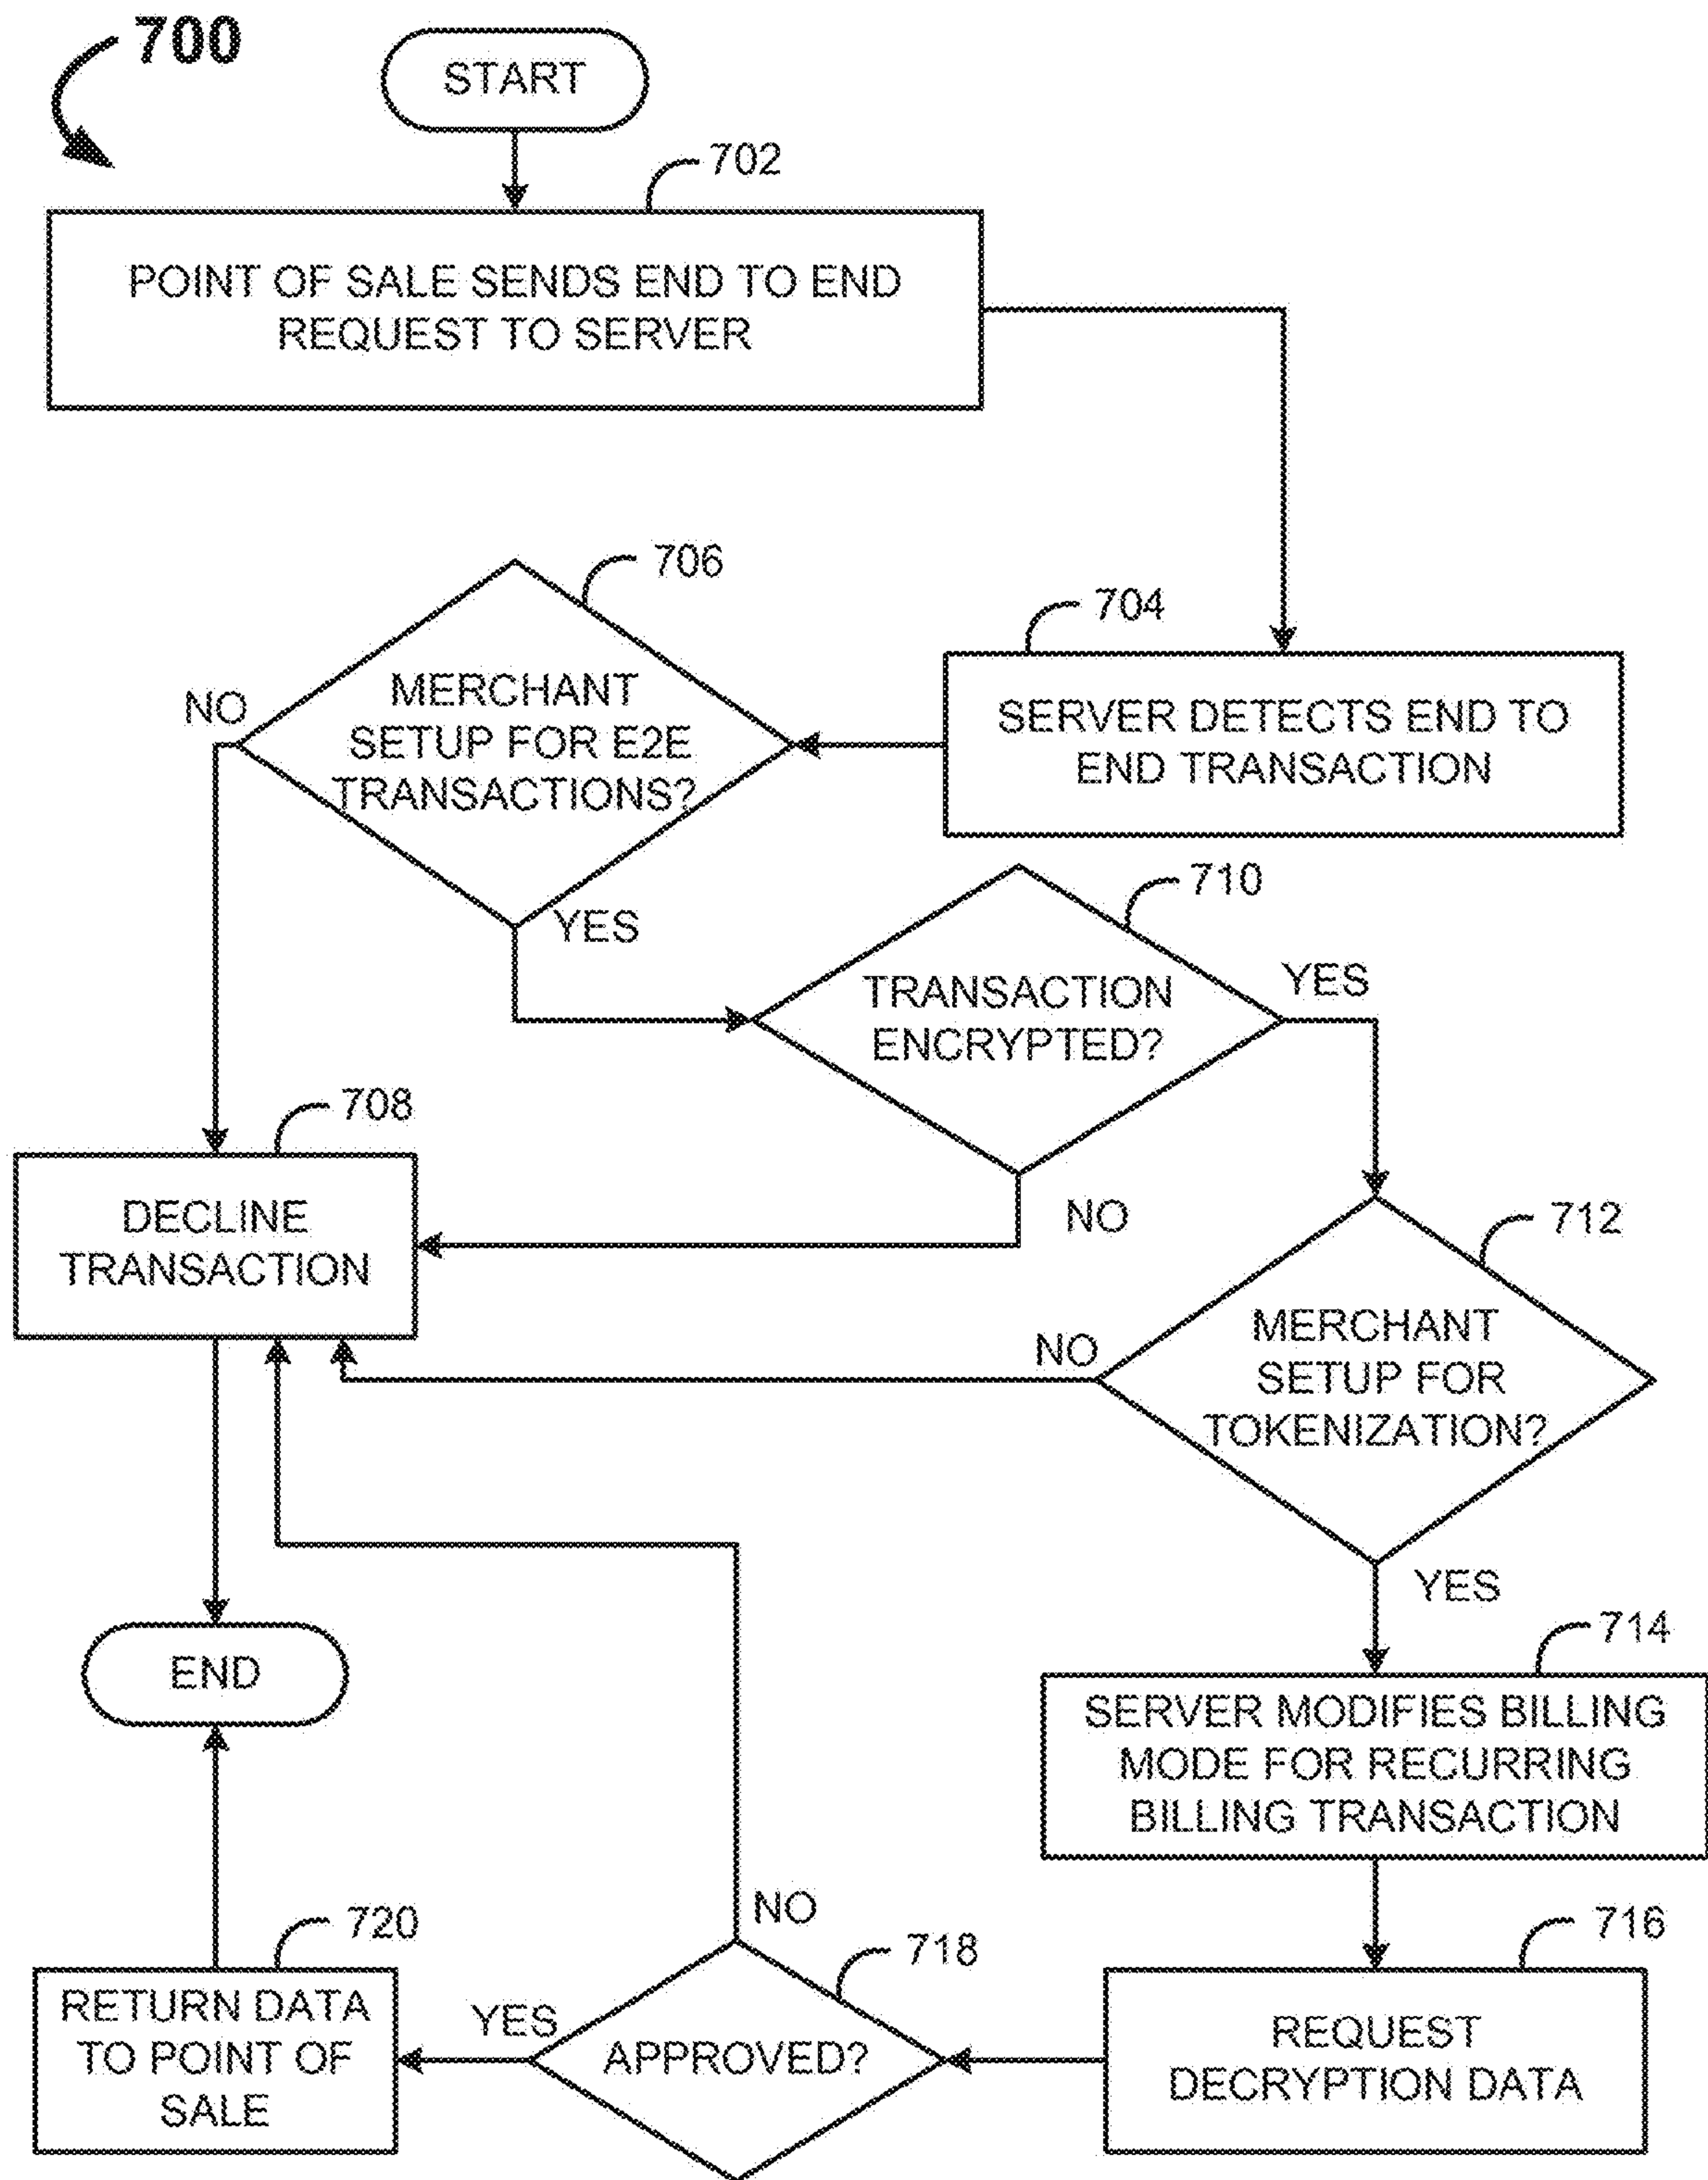 700
START
702
POINT OF SALE SENDS END TO END
REQUEST TO SERVER
706
704
MERCHANT
SETUP FOR E2E
TRANSACTIONS?
NO
YES
SERVER DETECTS END TO
END TRANSACTION
710
TRANSACTION
ENCRYPTED?
YES
NO
708
DECLINE
TRANSACTION
712
MERCHANT
SETUP FOR
TOKENIZATION?
NO
YES
END
714
SERVER MODIFIES BILLING
MODE FOR RECURRING
BILLING TRANSACTION
716
REQUEST
DECRYPTION DATA
718
APPROVED?
NO
YES
720
RETURN DATA
TO POINT OF
SALE